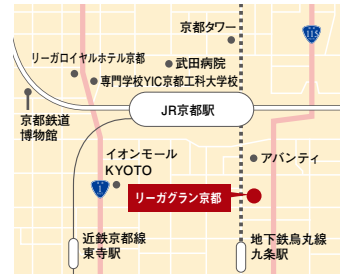 京都タワー
115
リーガロイヤルホテル京都
武田病院
専門学校YIC京都工科大学校
JR京都駅
京都鉄道
博物館
イオンモール
KYOTO
アバンティ
1
リーガグラン京都
近鉄京都線
東寺駅
地下鉄烏丸線
九条駅